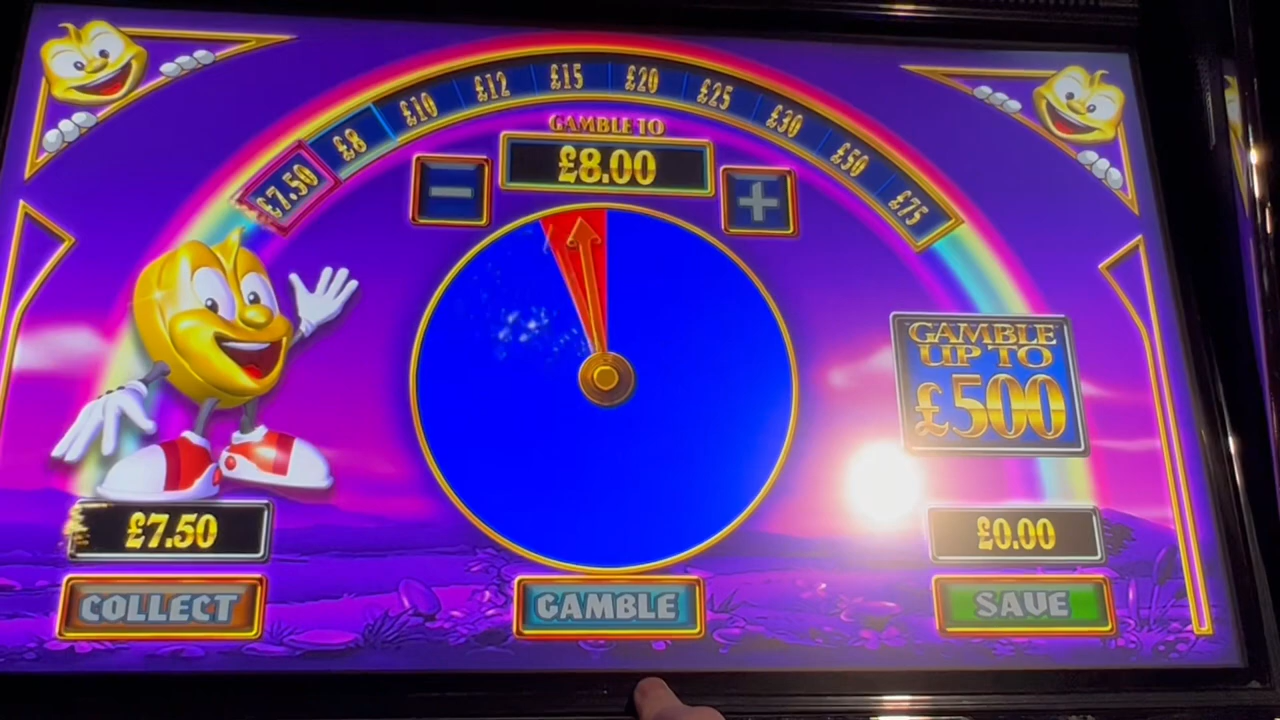 £7.50
£8
£10
£12
£15
£20
£25
£30
£50
£75
GAMBLE TO
£8.00
−
+
GAMBLE
UP TO
£500
£7.50
£0.00
COLLECT
GAMBLE
SAVE